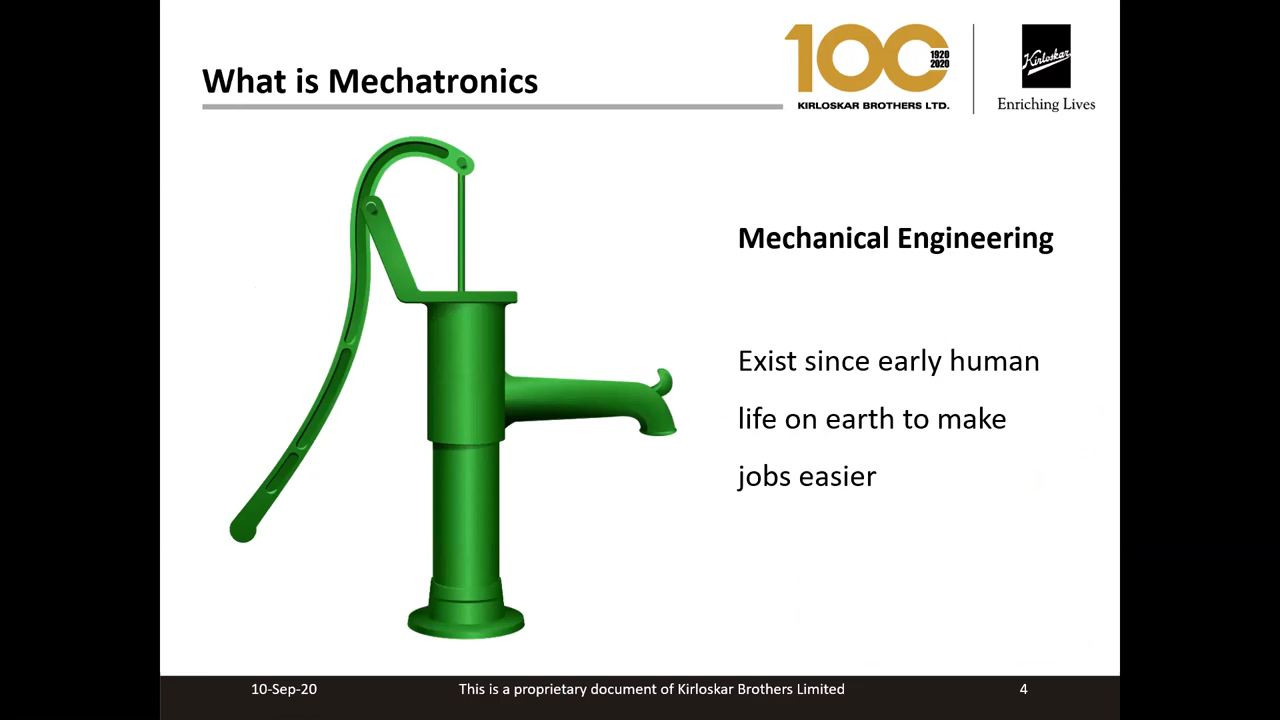 What is Mechatronics
100
1920
2020
KIRLOSKAR BROTHERS LTD.
Kirloskar
Enriching Lives
Mechanical Engineering
Exist since early human
life on earth to make
jobs easier
10-Sep-20
This is a proprietary document of Kirloskar Brothers Limited
4